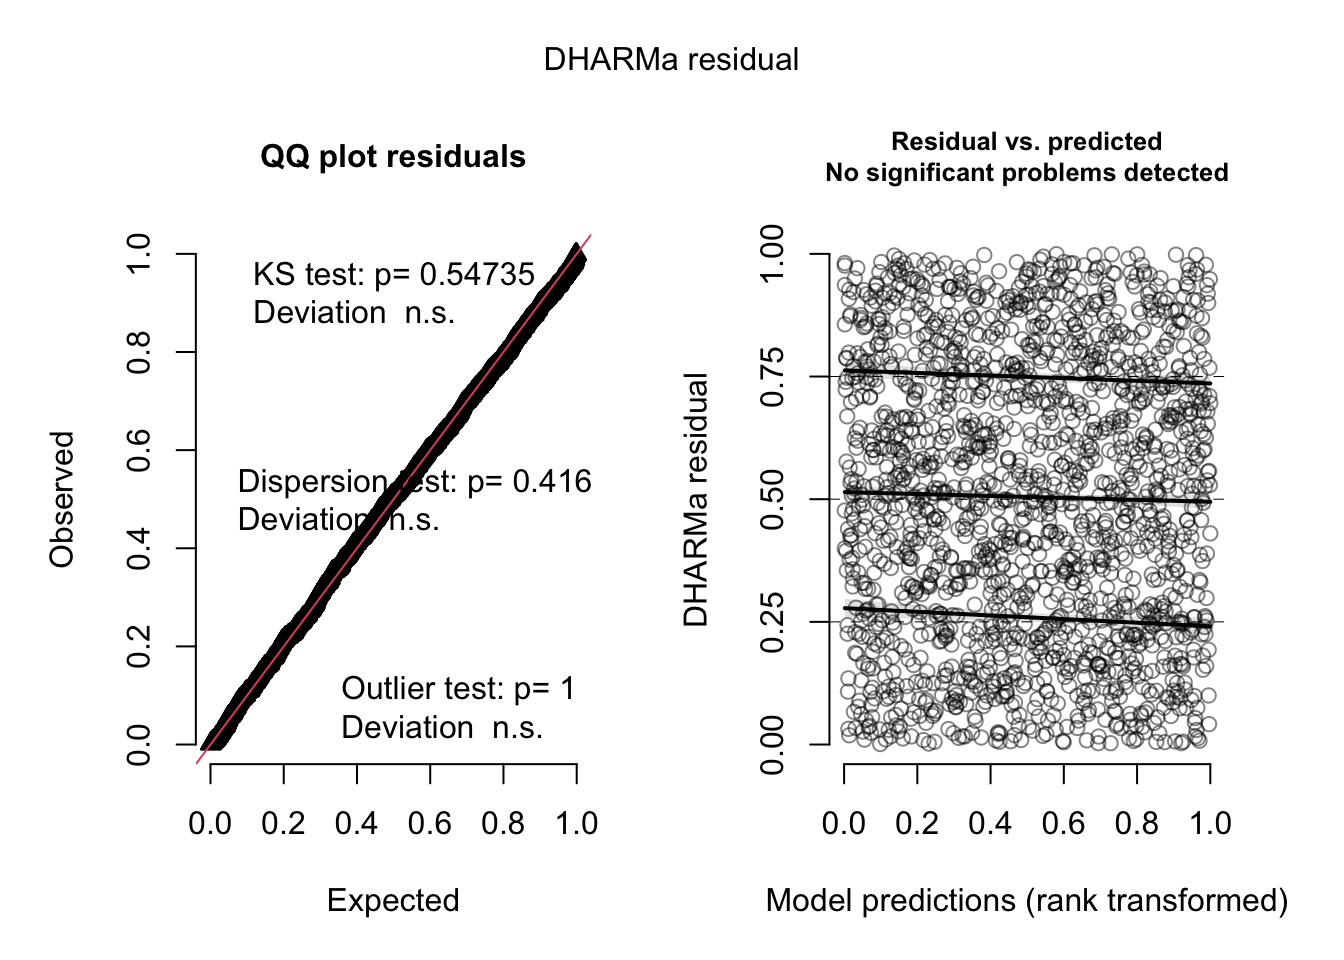 DHARMa residual
QQ plot residuals
KS test: p= 0.54735
Deviation  n.s.
Dispersion test: p= 0.416
Deviation  n.s.
Outlier test: p= 1
Deviation  n.s.
Observed
0.0 0.2 0.4 0.6 0.8 1.0
0.0 0.2 0.4 0.6 0.8 1.0
Expected
Residual vs. predicted
No significant problems detected
DHARMa residual
0.00 0.25 0.50 0.75 1.00
0.0 0.2 0.4 0.6 0.8 1.0
Model predictions (rank transformed)